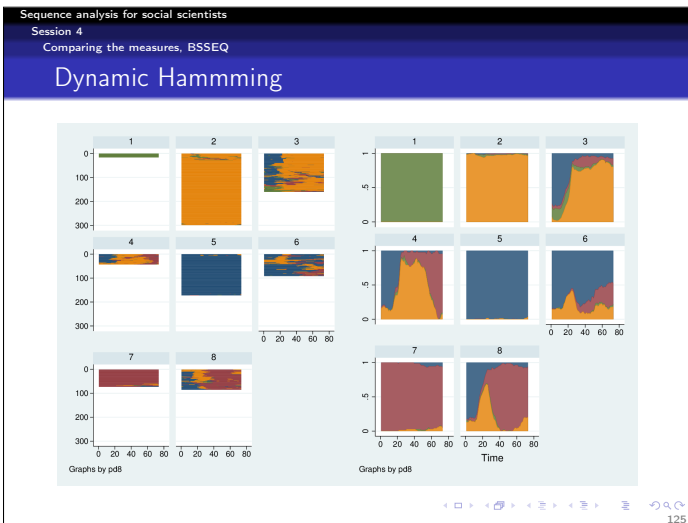 Sequence analysis for social scientists
Session 4
Comparing the measures, BSSEQ
Dynamic Hammming
1 2 3
0
100
200
300
4 5 6
0
100
200
300
0 20 40 60 80
7 8
0
100
200
300
0 20 40 60 80 0 20 40 60 80
Graphs by pd8
1 2 3
1
.5
0
4 5 6
1
.5
0
0 20 40 60 80
7 8
1
.5
0
0 20 40 60 80 0 20 40 60 80
Time
Graphs by pd8
125